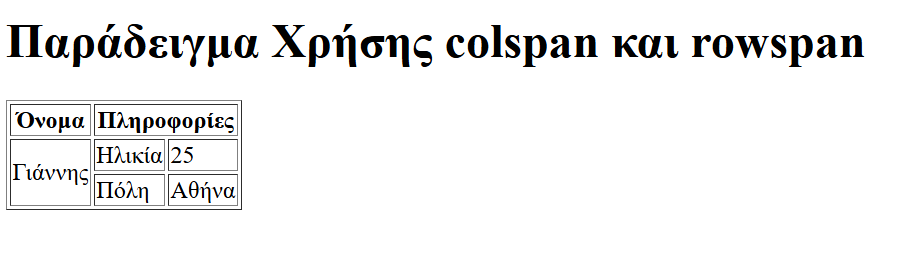 Παράδειγμα Χρήσης colspan και rowspan
Όνομα Πληροφορίες
Γιάννης
Ηλικία 25
Πόλη Αθήνα